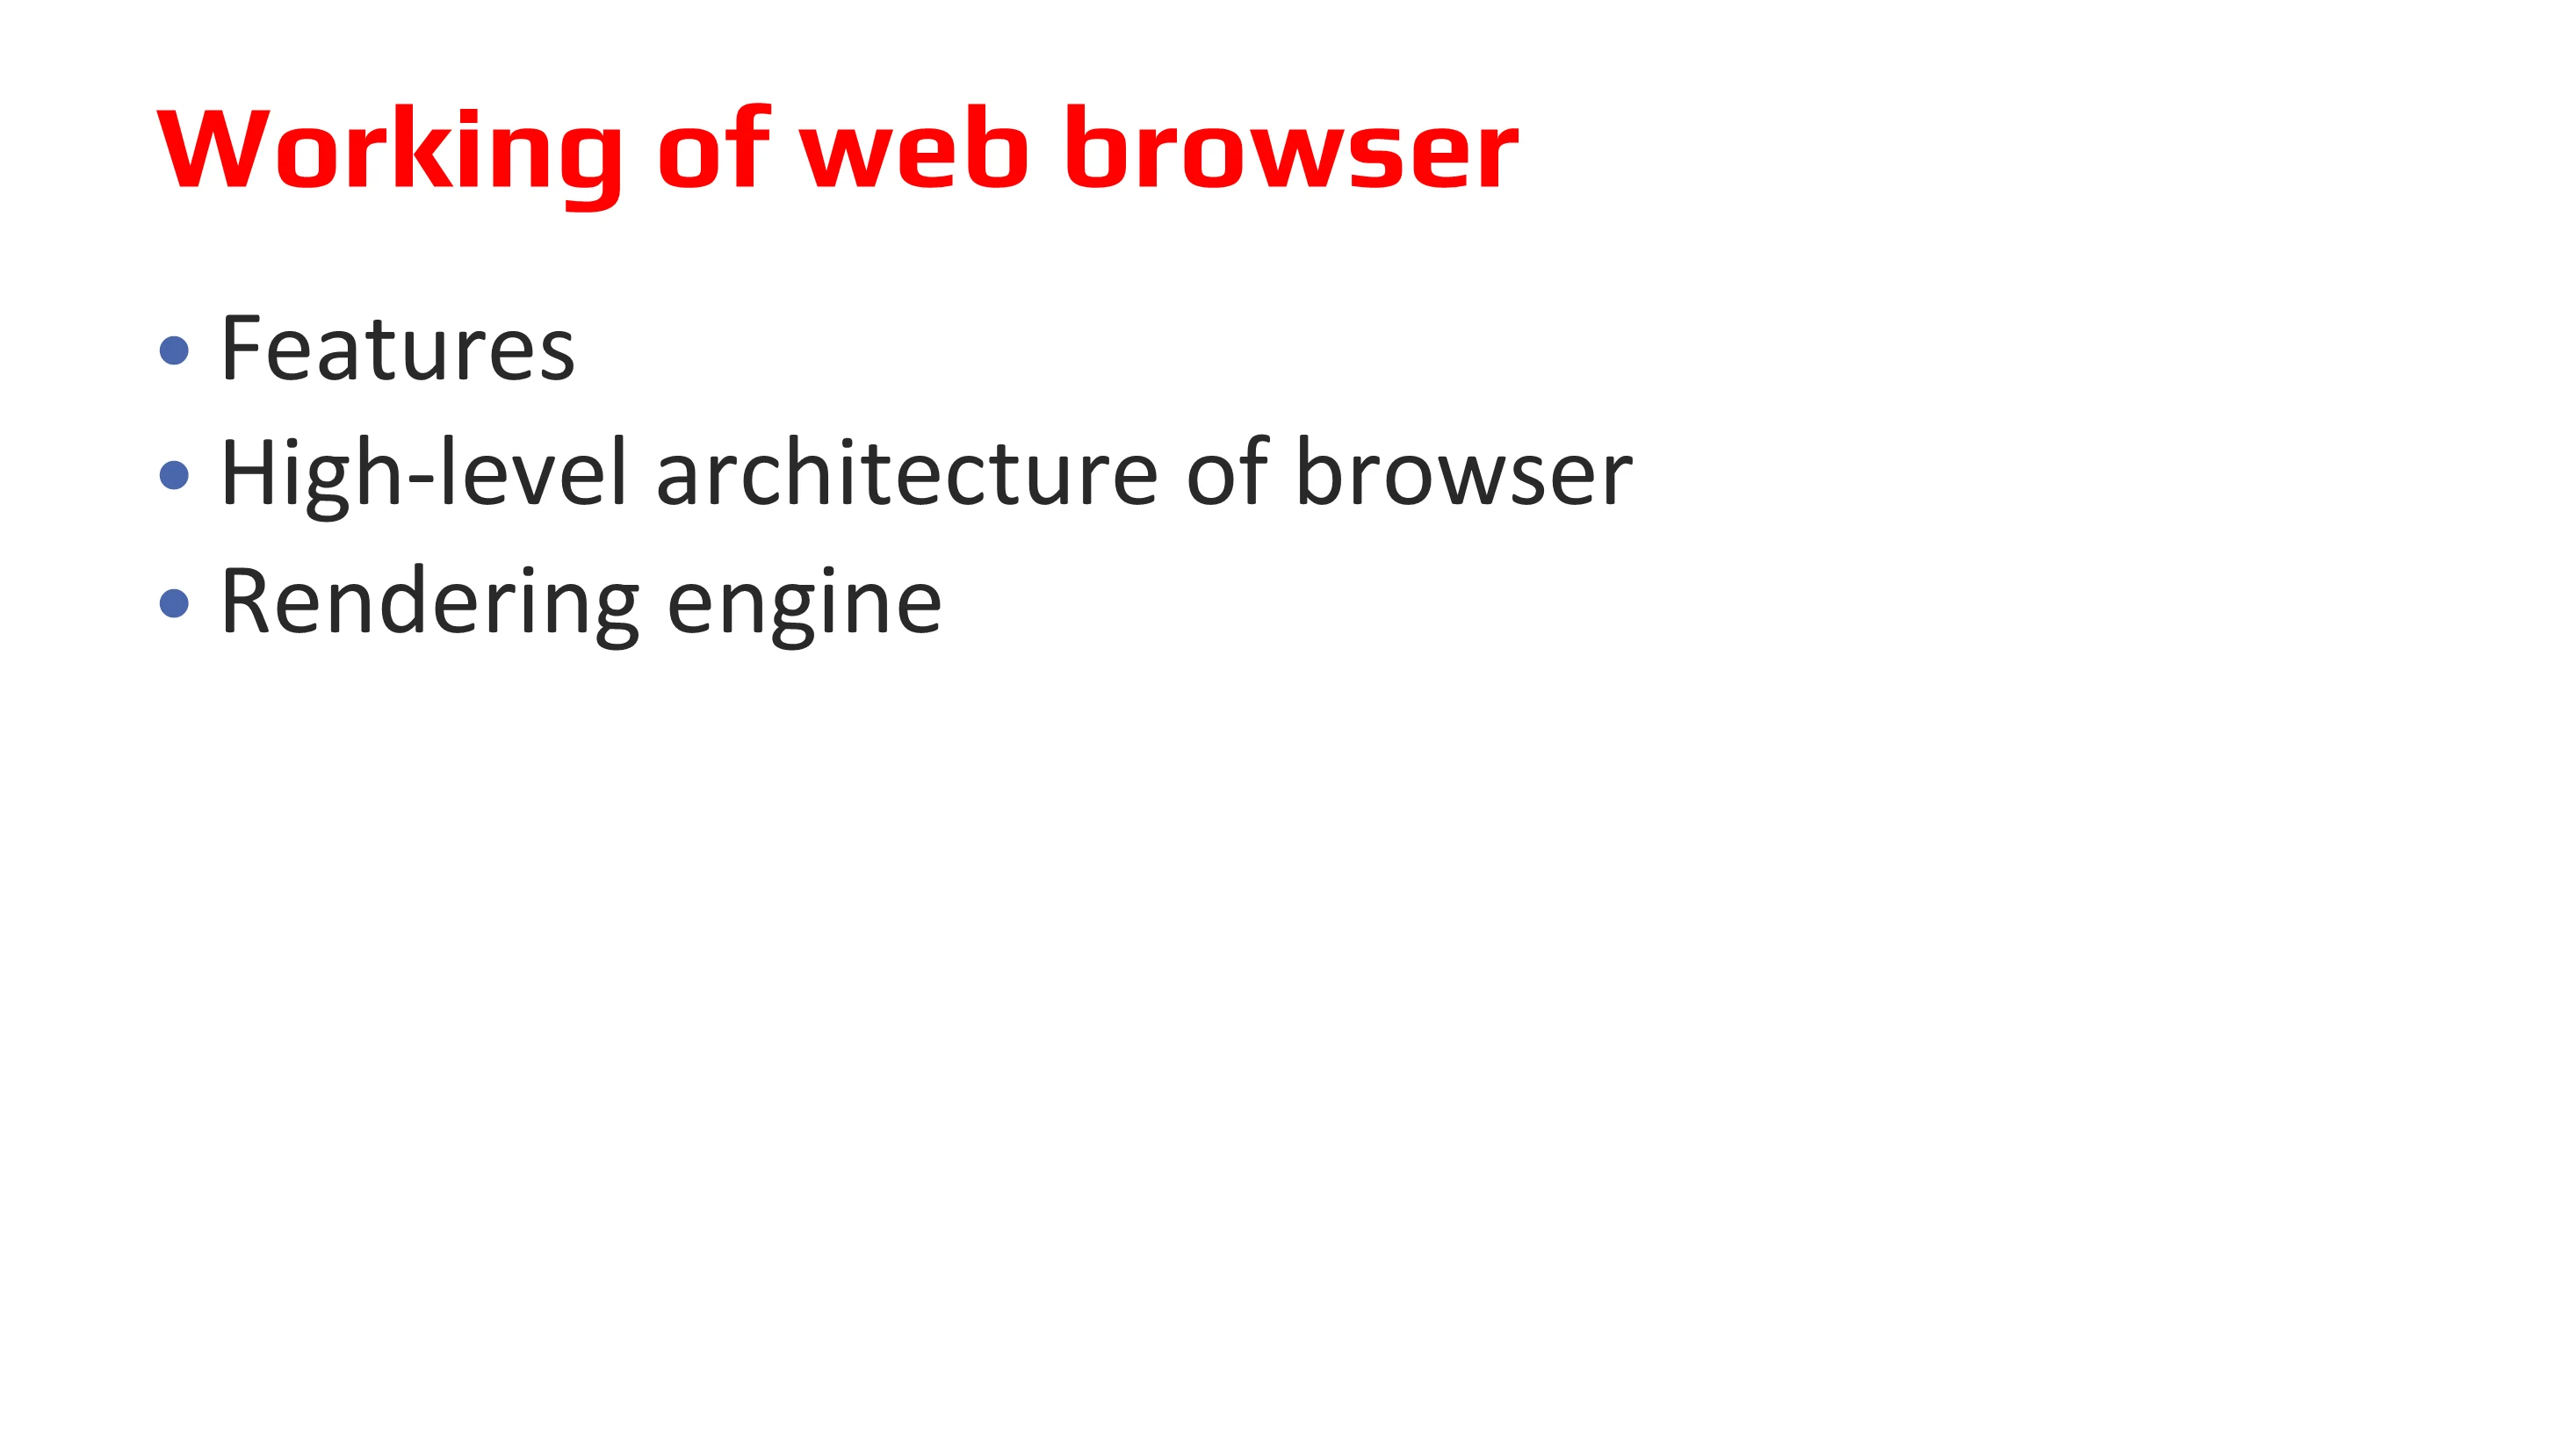 Working of web browser
• Features
• High-level architecture of browser
• Rendering engine